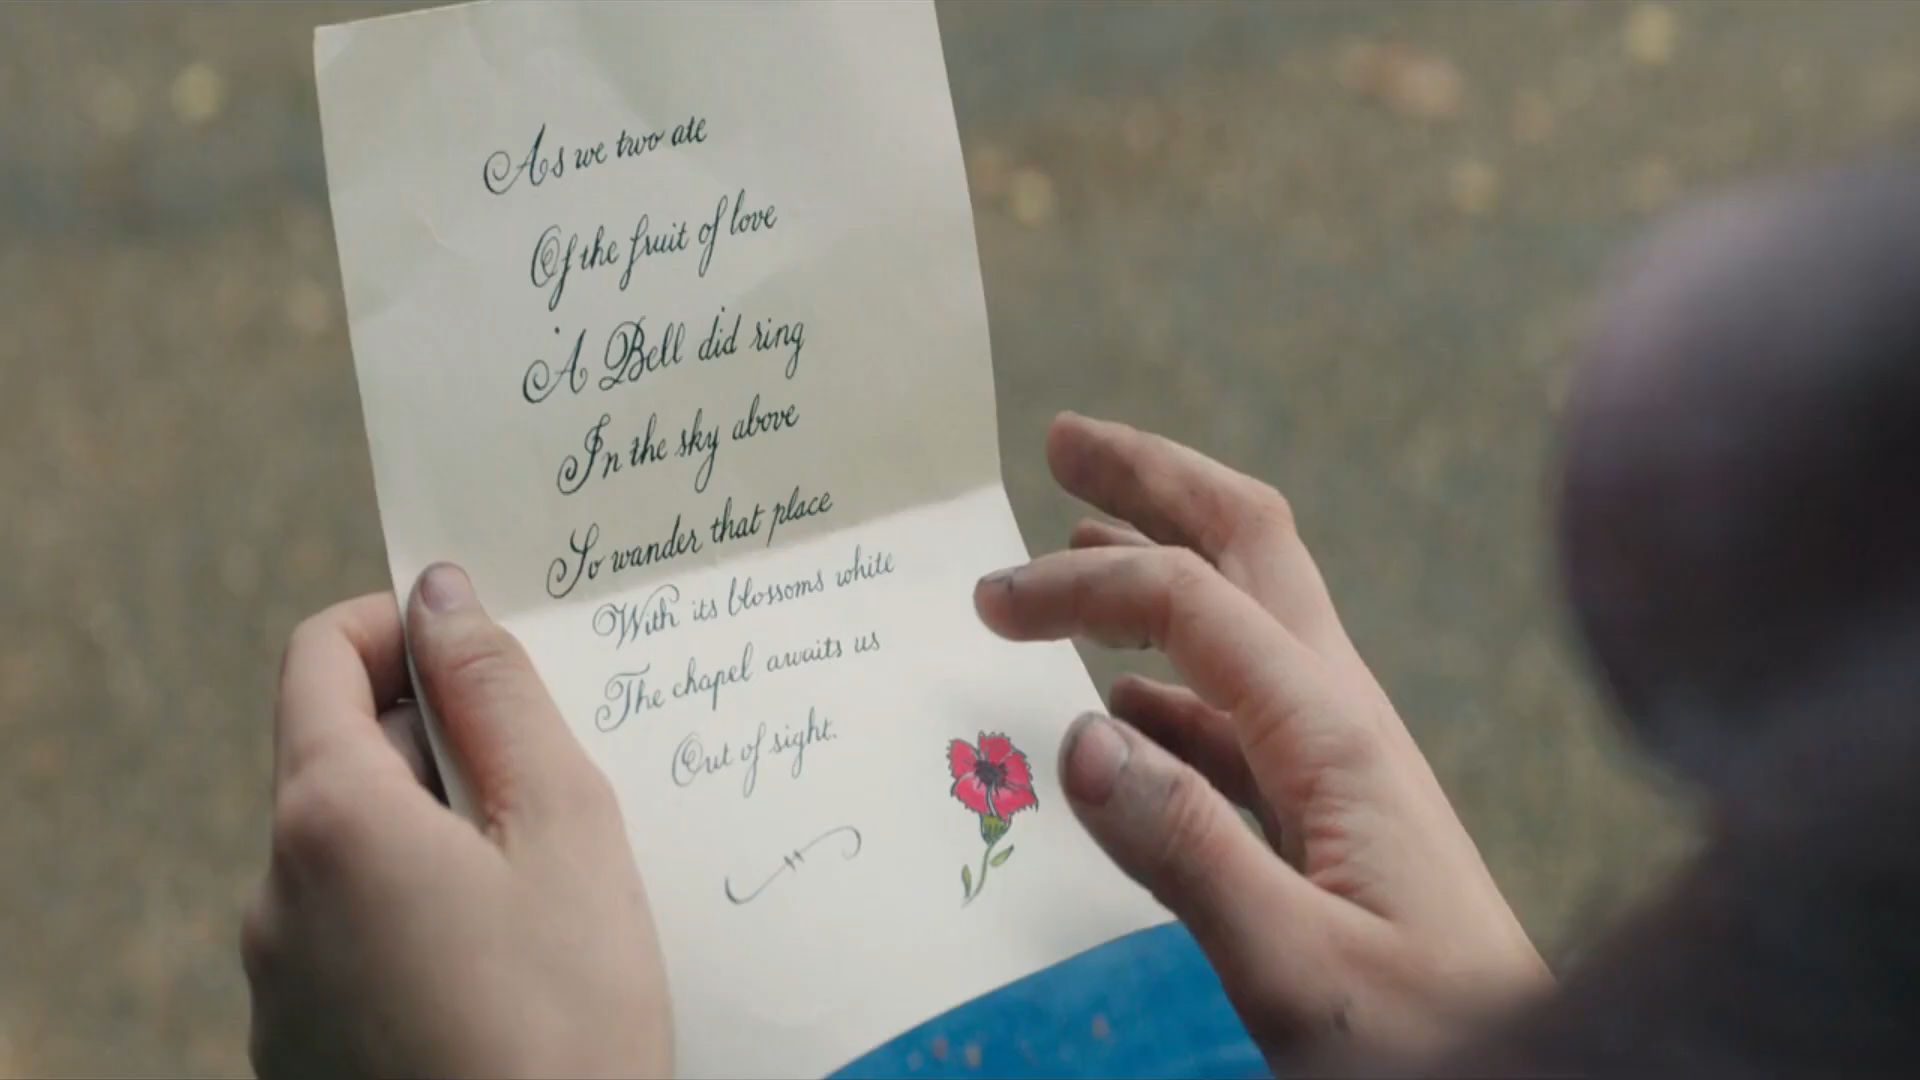 As we two ate
Of the fruit of love
A Bell did ring
In the sky above
So wander that place
With its blossoms white
The chapel awaits us
Out of sight.